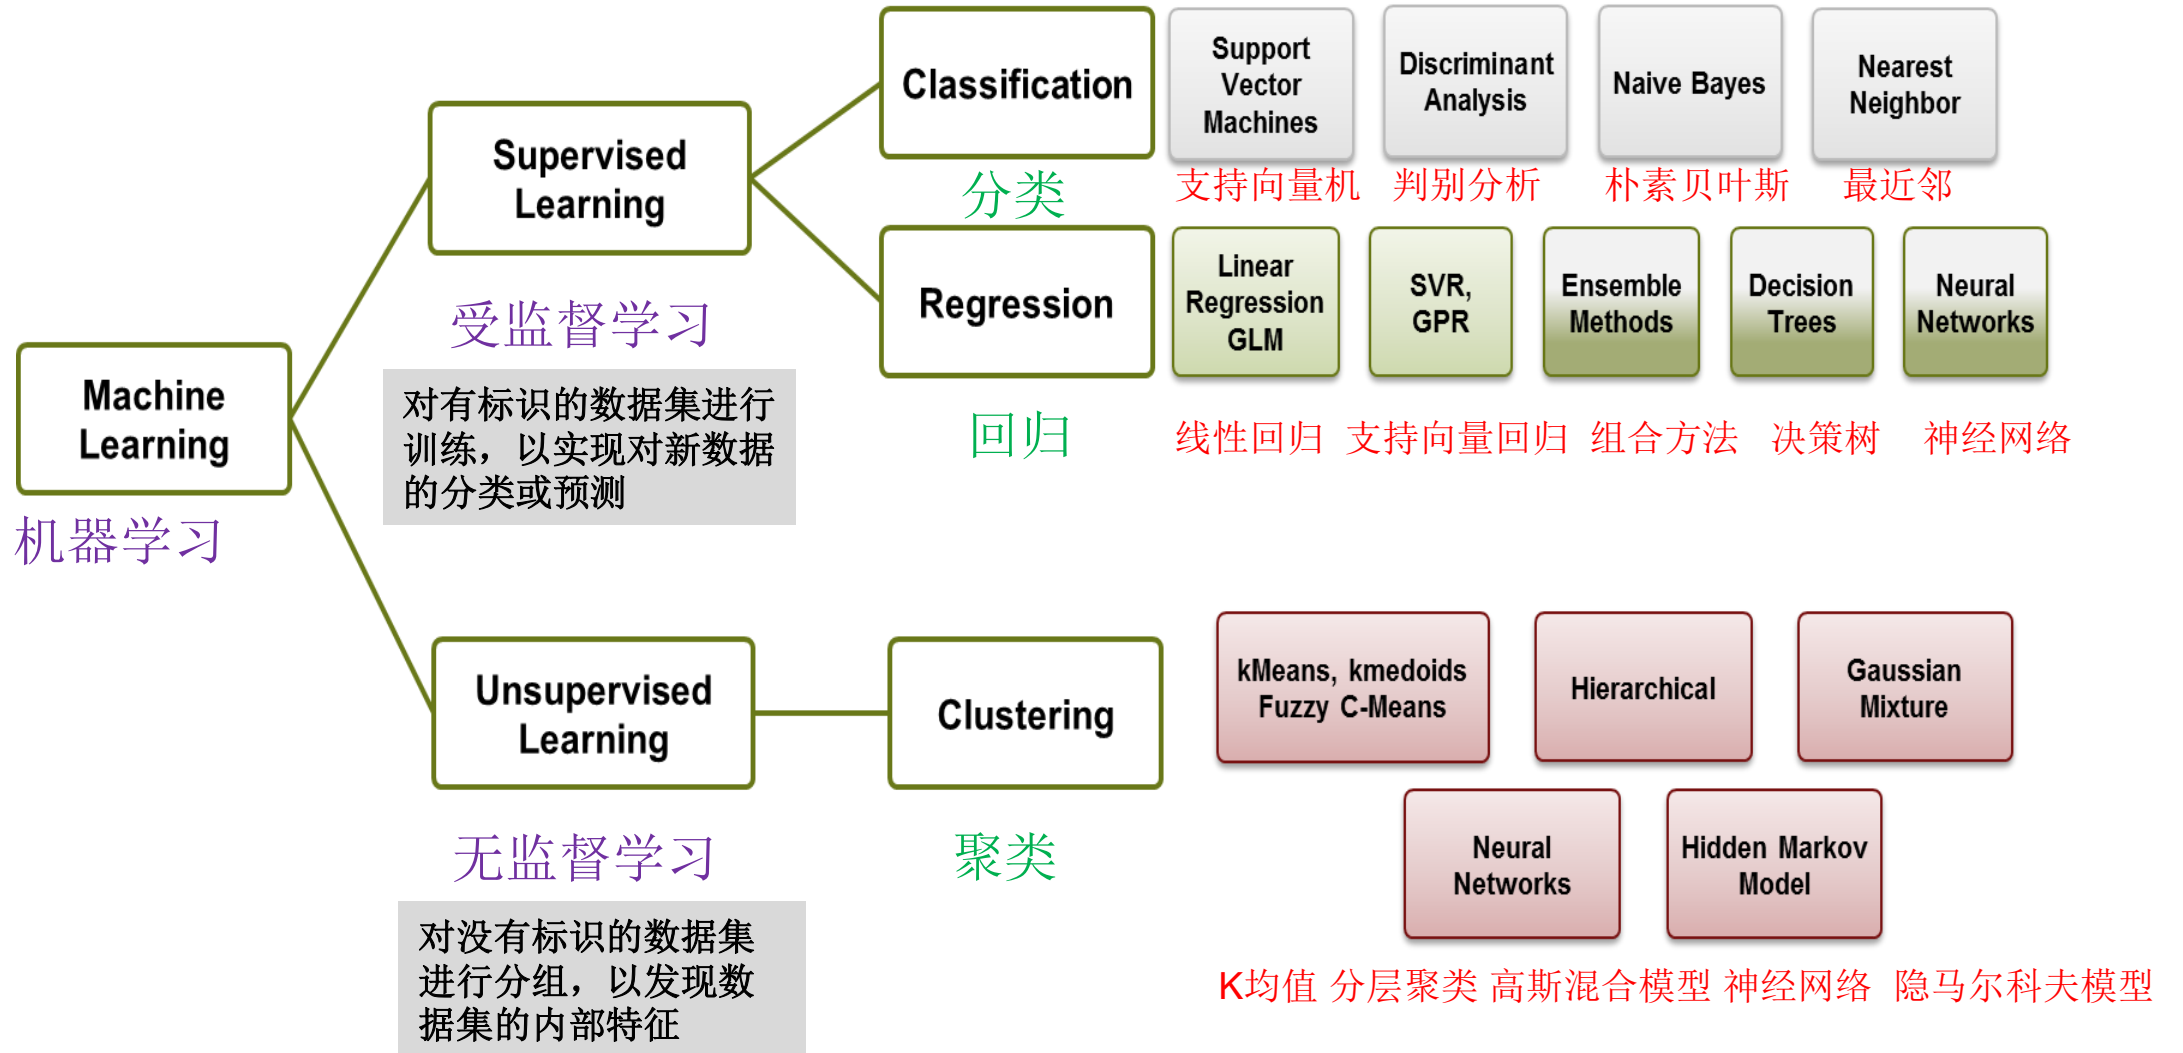 Machine
Learning
机器学习
Supervised
Learning
受监督学习
对有标识的数据集进行
训练，以实现对新数据
的分类或预测
Classification
分类
Support
Vector
Machines
支持向量机
Discriminant
Analysis
判别分析
Naive Bayes
朴素贝叶斯
Nearest
Neighbor
最近邻
Regression
回归
Linear
Regression
GLM
线性回归
SVR,
GPR
支持向量回归
Ensemble
Methods
组合方法
Decision
Trees
决策树
Neural
Networks
神经网络
Unsupervised
Learning
无监督学习
对没有标识的数据集
进行分组，以发现数
据集的内部特征
Clustering
聚类
kMeans, kmedoids
Fuzzy C-Means
Hierarchical
Gaussian
Mixture
Neural
Networks
Hidden Markov
Model
K均值 分层聚类 高斯混合模型 神经网络 隐马尔科夫模型